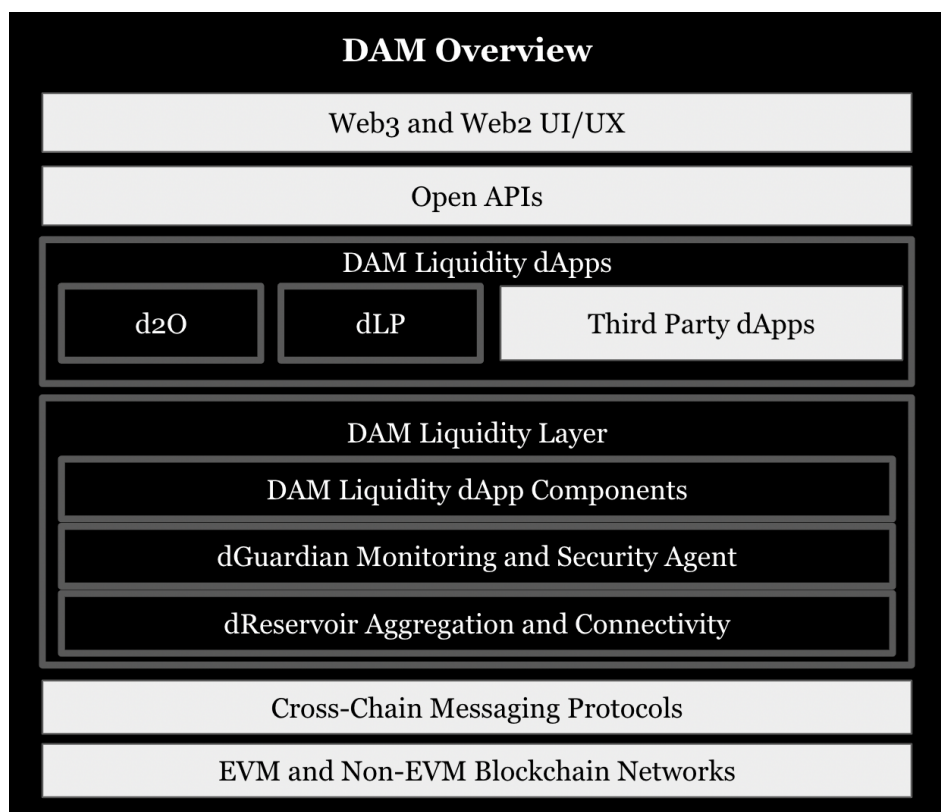 DAM Overview
Web3 and Web2 UI/UX
Open APIs
DAM Liquidity dApps
d2O
dLP
Third Party dApps
DAM Liquidity Layer
DAM Liquidity dApp Components
dGuardian Monitoring and Security Agent
dReservoir Aggregation and Connectivity
Cross-Chain Messaging Protocols
EVM and Non-EVM Blockchain Networks